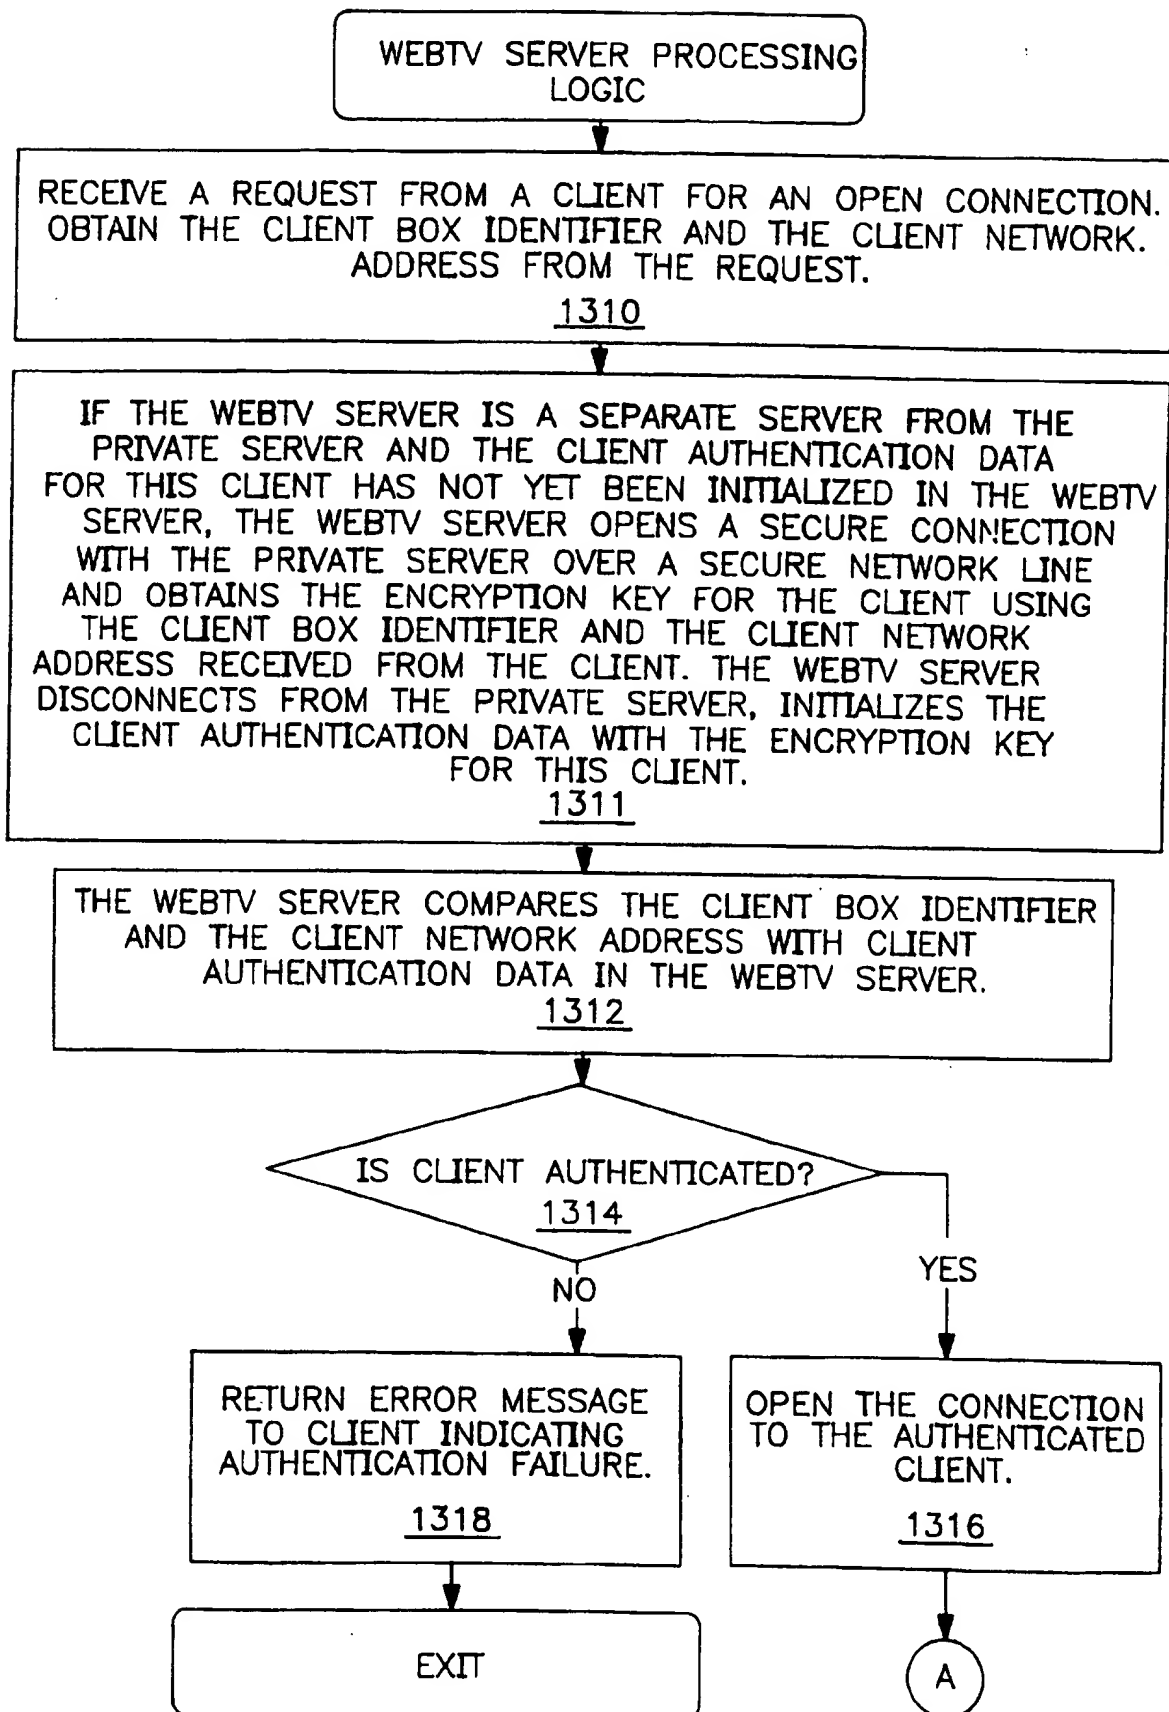 WEBTV SERVER PROCESSING
LOGIC
RECEIVE A REQUEST FROM A CLIENT FOR AN OPEN CONNECTION.
OBTAIN THE CLIENT BOX IDENTIFIER AND THE CLIENT NETWORK.
ADDRESS FROM THE REQUEST.
1310
IF THE WEBTV SERVER IS A SEPARATE SERVER FROM THE
PRIVATE SERVER AND THE CLIENT AUTHENTICATION DATA
FOR THIS CLIENT HAS NOT YET BEEN INITIALIZED IN THE WEBTV
SERVER, THE WEBTV SERVER OPENS A SECURE CONNECTION
WITH THE PRIVATE SERVER OVER A SECURE NETWORK LINE
AND OBTAINS THE ENCRYPTION KEY FOR THE CLIENT USING
THE CLIENT BOX IDENTIFIER AND THE CLIENT NETWORK
ADDRESS RECEIVED FROM THE CLIENT. THE WEBTV SERVER
DISCONNECTS FROM THE PRIVATE SERVER, INITIALIZES THE
CLIENT AUTHENTICATION DATA WITH THE ENCRYPTION KEY
FOR THIS CLIENT.
1311
THE WEBTV SERVER COMPARES THE CLIENT BOX IDENTIFIER
AND THE CLIENT NETWORK ADDRESS WITH CLIENT
AUTHENTICATION DATA IN THE WEBTV SERVER.
1312
IS CLIENT AUTHENTICATED?
1314
NO
YES
RETURN ERROR MESSAGE
TO CLIENT INDICATING
AUTHENTICATION FAILURE.
1318
OPEN THE CONNECTION
TO THE AUTHENTICATED
CLIENT.
1316
EXIT
A